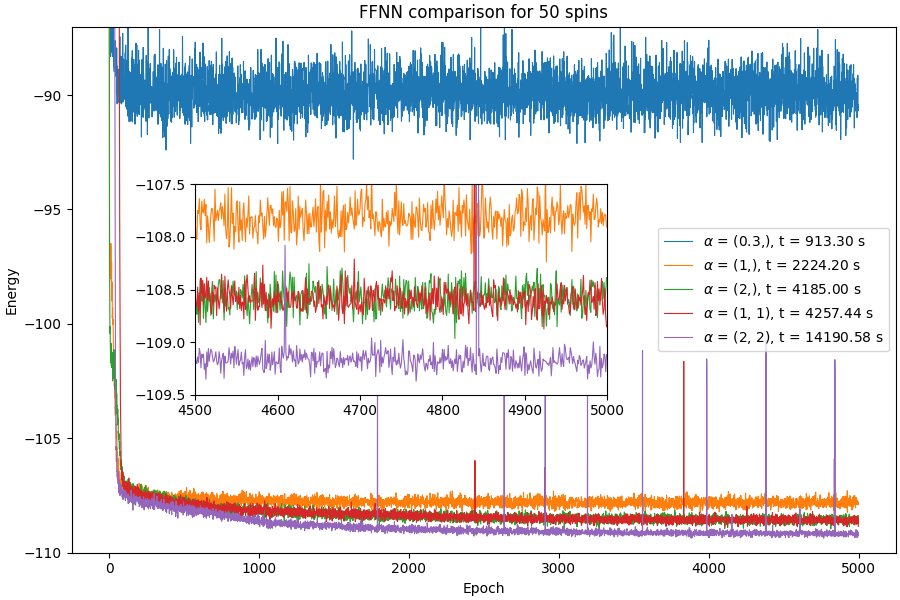 FFNN comparison for 50 spins
Energy
−90
−95
−100
−105
−110
0
1000
2000
3000
4000
5000
Epoch
−107.5
−108.0
−108.5
−109.0
−109.5
4500
4600
4700
4800
4900
5000
α = (0.3,), t = 913.30 s
α = (1,), t = 2224.20 s
α = (2,), t = 4185.00 s
α = (1, 1), t = 4257.44 s
α = (2, 2), t = 14190.58 s